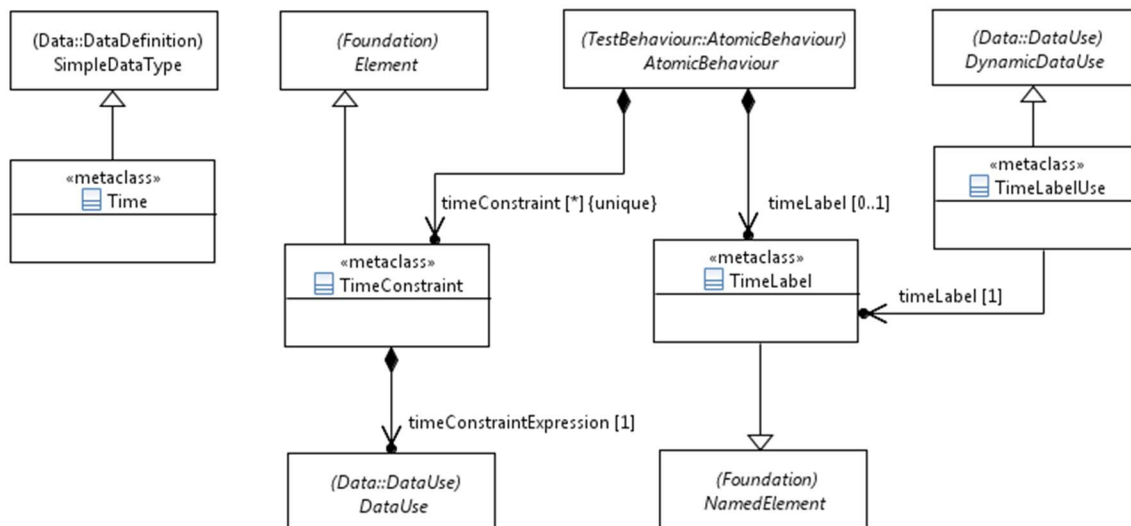 (Data::DataDefinition)
SimpleDataType
(Foundation)
Element
(TestBehaviour::AtomicBehaviour)
AtomicBehaviour
(Data::DataUse)
DynamicDataUse
«metaclass»
Time
«metaclass»
TimeLabelUse
timeConstraint [*] {unique}
timeLabel [0..1]
«metaclass»
TimeConstraint
«metaclass»
TimeLabel
timeLabel [1]
timeConstraintExpression [1]
(Data::DataUse)
DataUse
(Foundation)
NamedElement